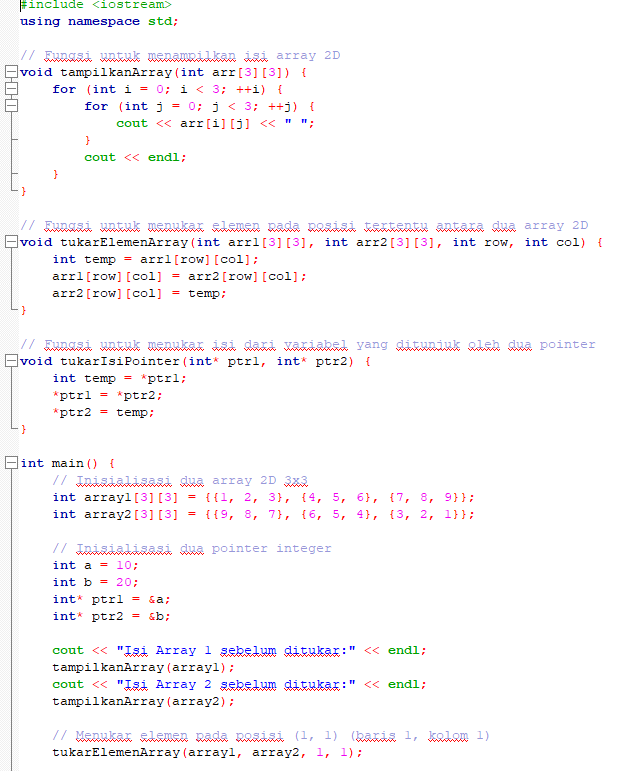 #include <iostream>
using namespace std;

// Fungsi untuk menampilkan isi array 2D
void tampilkanArray(int arr[3][3]) {
    for (int i = 0; i < 3; ++i) {
        for (int j = 0; j < 3; ++j) {
            cout << arr[i][j] << " ";
        }
        cout << endl;
    }
}

// Fungsi untuk menukar elemen pada posisi tertentu antara dua array 2D
void tukarElemenArray(int arr1[3][3], int arr2[3][3], int row, int col) {
    int temp = arr1[row][col];
    arr1[row][col] = arr2[row][col];
    arr2[row][col] = temp;
}

// Fungsi untuk menukar isi dari variabel yang ditunjuk oleh dua pointer
void tukarIsiPointer(int* ptr1, int* ptr2) {
    int temp = *ptr1;
    *ptr1 = *ptr2;
    *ptr2 = temp;
}

int main() {
    // Inisialisasi dua array 2D 3x3
    int array1[3][3] = {{1, 2, 3}, {4, 5, 6}, {7, 8, 9}};
    int array2[3][3] = {{9, 8, 7}, {6, 5, 4}, {3, 2, 1}};

    // Inisialisasi dua pointer integer
    int a = 10;
    int b = 20;
    int* ptr1 = &a;
    int* ptr2 = &b;

    cout << "Isi Array 1 sebelum ditukar:" << endl;
    tampilkanArray(array1);
    cout << "Isi Array 2 sebelum ditukar:" << endl;
    tampilkanArray(array2);

    // Menukar elemen pada posisi (1, 1) (baris 1, kolom 1)
    tukarElemenArray(array1, array2, 1, 1);